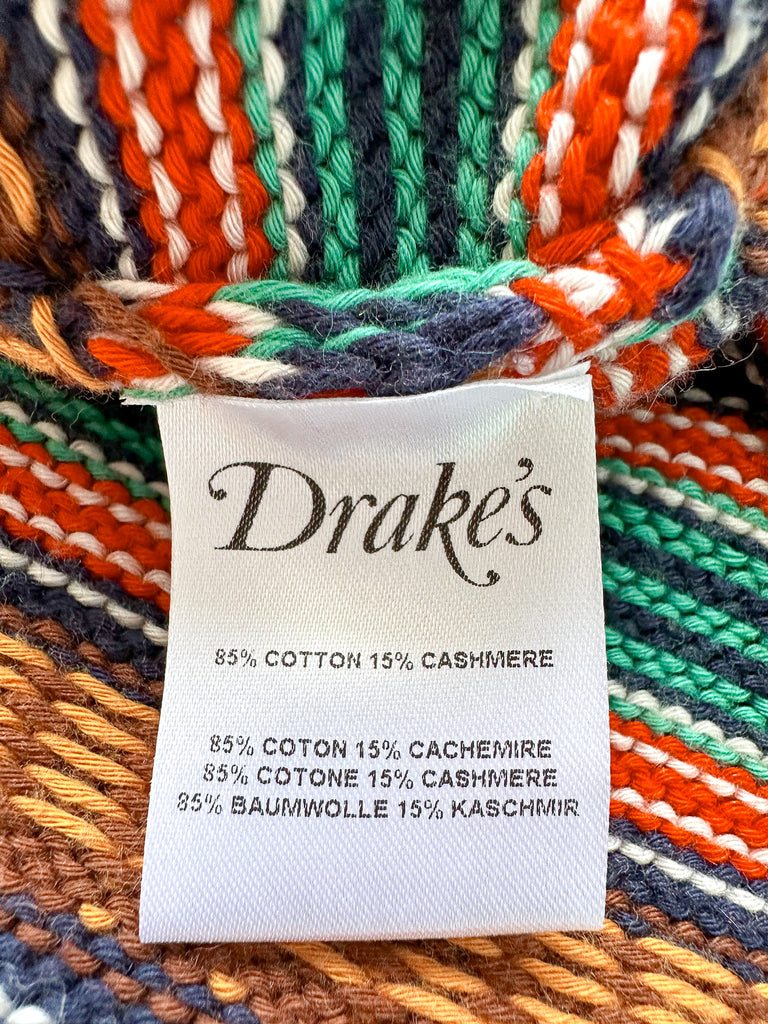 Drake's
85% COTTON 15% CASHMERE
85% COTON 15% CACHEMIRE
85% COTONE 15% CASHMERE
85% BAUMWOLLE 15% KASCHMIR